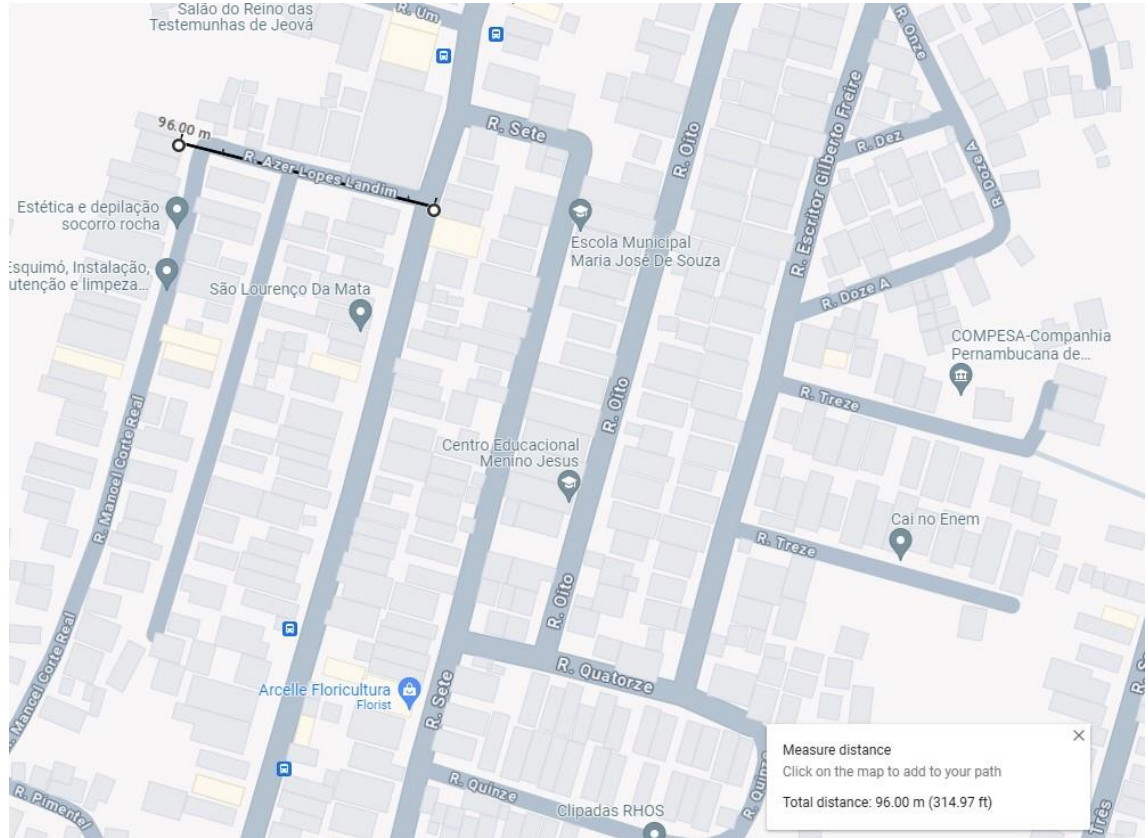 Salão do Reino das
Testemunhas de Jeová
R. Um
R. Onze
96.00 m
R. Sete
R. Oito
R. Dez
R. Azer Lopes Landim
R. Doze A
Estética e depilação
socorro rocha
Escola Municipal
Maria José De Souza
R. Escritor Gilberto Freire
Esquimó, Instalação,
utenção e limpeza...
São Lourenço Da Mata
R. Doze A
COMPESA-Companhia
Pernambucana de...
R. Oito
R. Treze
R. Manoel Corte Real
Centro Educacional
Menino Jesus
Cai no Enem
R. Treze
R. Oito
R. Manoel Corte Real
R. Quatorze
Arcelle Floricultura
Florist
R. Sete
R. Quinze
R. Quinze
R. Pimentel
Clipadas RHOS
Measure distance
Click on the map to add to your path
Total distance: 96.00 m (314.97 ft)